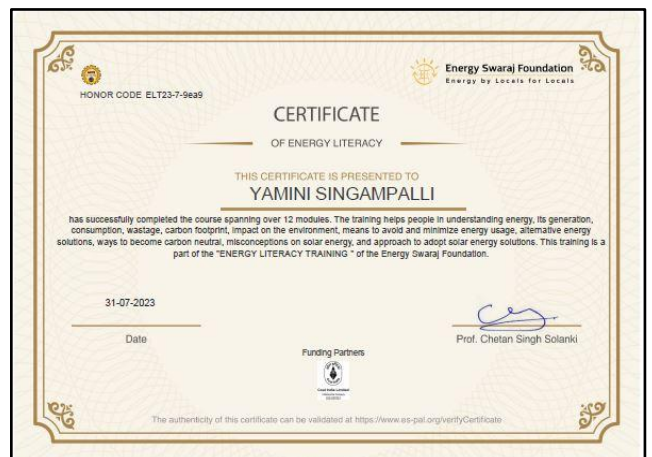 Energy Swaraj Foundation
Energy by Locals for Locals
HONOR CODE ELT23-7-9ea9
CERTIFICATE
OF ENERGY LITERACY
THIS CERTIFICATE IS PRESENTED TO
YAMINI SINGAMPALLI
has successfully completed the course spanning over 12 modules. The training helps people in understanding energy, its generation,
consumption, wastage, carbon footprint, impact on the environment, means to avoid and minimize energy usage, alternative energy
solutions, ways to become carbon neutral, misconceptions on solar energy, and approach to adopt solar energy solutions. This training is a
part of the "ENERGY LITERACY TRAINING " of the Energy Swaraj Foundation.
31-07-2023
Date
Prof. Chetan Singh Solanki
Funding Partners
Coal India Limited
The authenticity of this certificate can be validated at https://www.es-pal.org/verifyCertificate